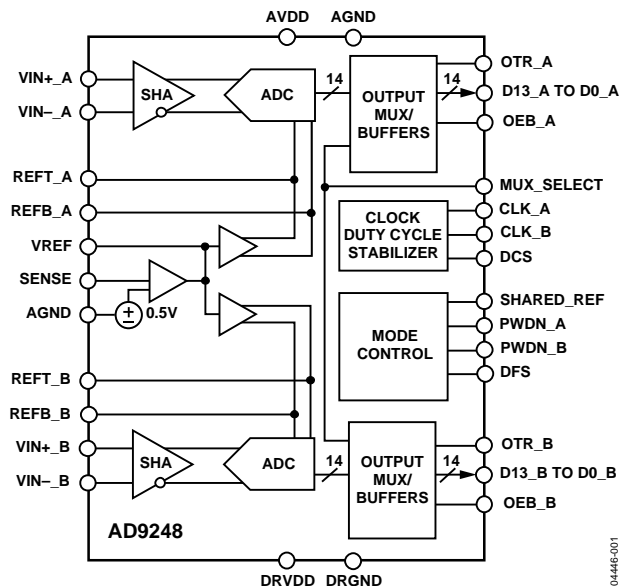 AVDD AGND
VIN+_A
VIN–_A
REFT_A
REFB_A
VREF
SENSE
AGND
REFT_B
REFB_B
VIN+_B
VIN–_B
SHA
ADC
14
OUTPUT
MUX/
BUFFERS
14
OTR_A
D13_A TO D0_A
OEB_A
MUX_SELECT
CLOCK
DUTY CYCLE
STABILIZER
CLK_A
CLK_B
DCS
0.5V
MODE
CONTROL
SHARED_REF
PWDN_A
PWDN_B
DFS
SHA
ADC
14
OUTPUT
MUX/
BUFFERS
14
OTR_B
D13_B TO D0_B
OEB_B
AD9248
DRVDD DRGND
04446-001